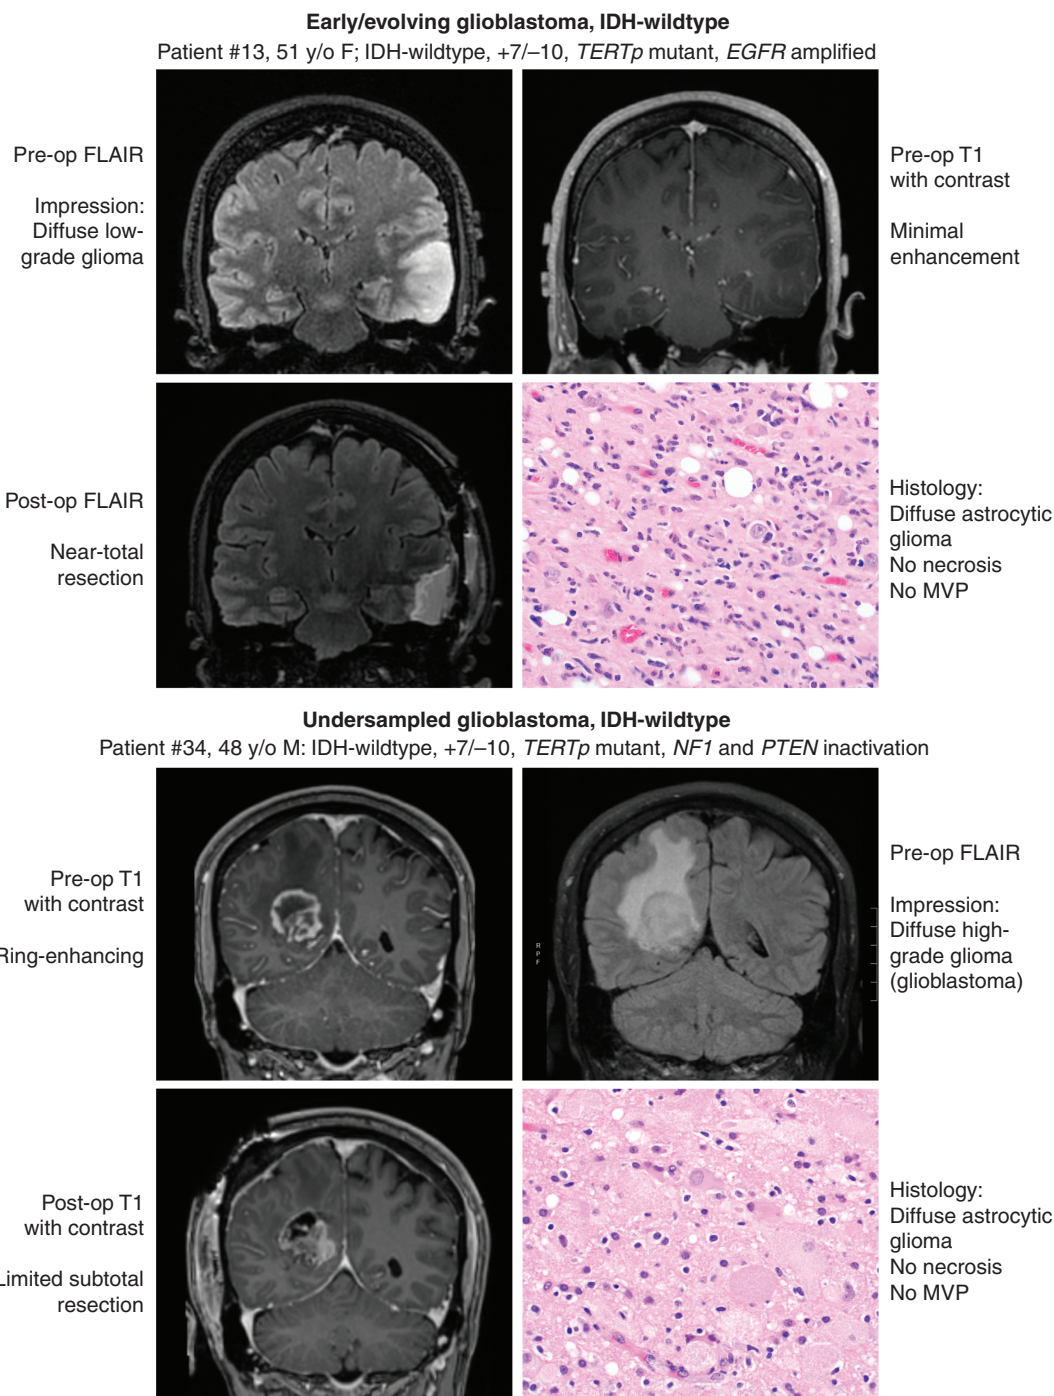 Early/evolving glioblastoma, IDH-wildtype
Patient #13, 51 y/o F; IDH-wildtype, +7/–10, TERTp mutant, EGFR amplified
Pre-op FLAIR
Impression:
Diffuse low-
grade glioma
Pre-op T1
with contrast
Minimal
enhancement
Post-op FLAIR
Near-total
resection
Histology:
Diffuse astrocytic
glioma
No necrosis
No MVP
Undersampled glioblastoma, IDH-wildtype
Patient #34, 48 y/o M: IDH-wildtype, +7/–10, TERTp mutant, NF1 and PTEN inactivation
Pre-op T1
with contrast
Ring-enhancing
R
P
F
Pre-op FLAIR
Impression:
Diffuse high-
grade glioma
(glioblastoma)
Post-op T1
with contrast
Limited subtotal
resection
Histology:
Diffuse astrocytic
glioma
No necrosis
No MVP